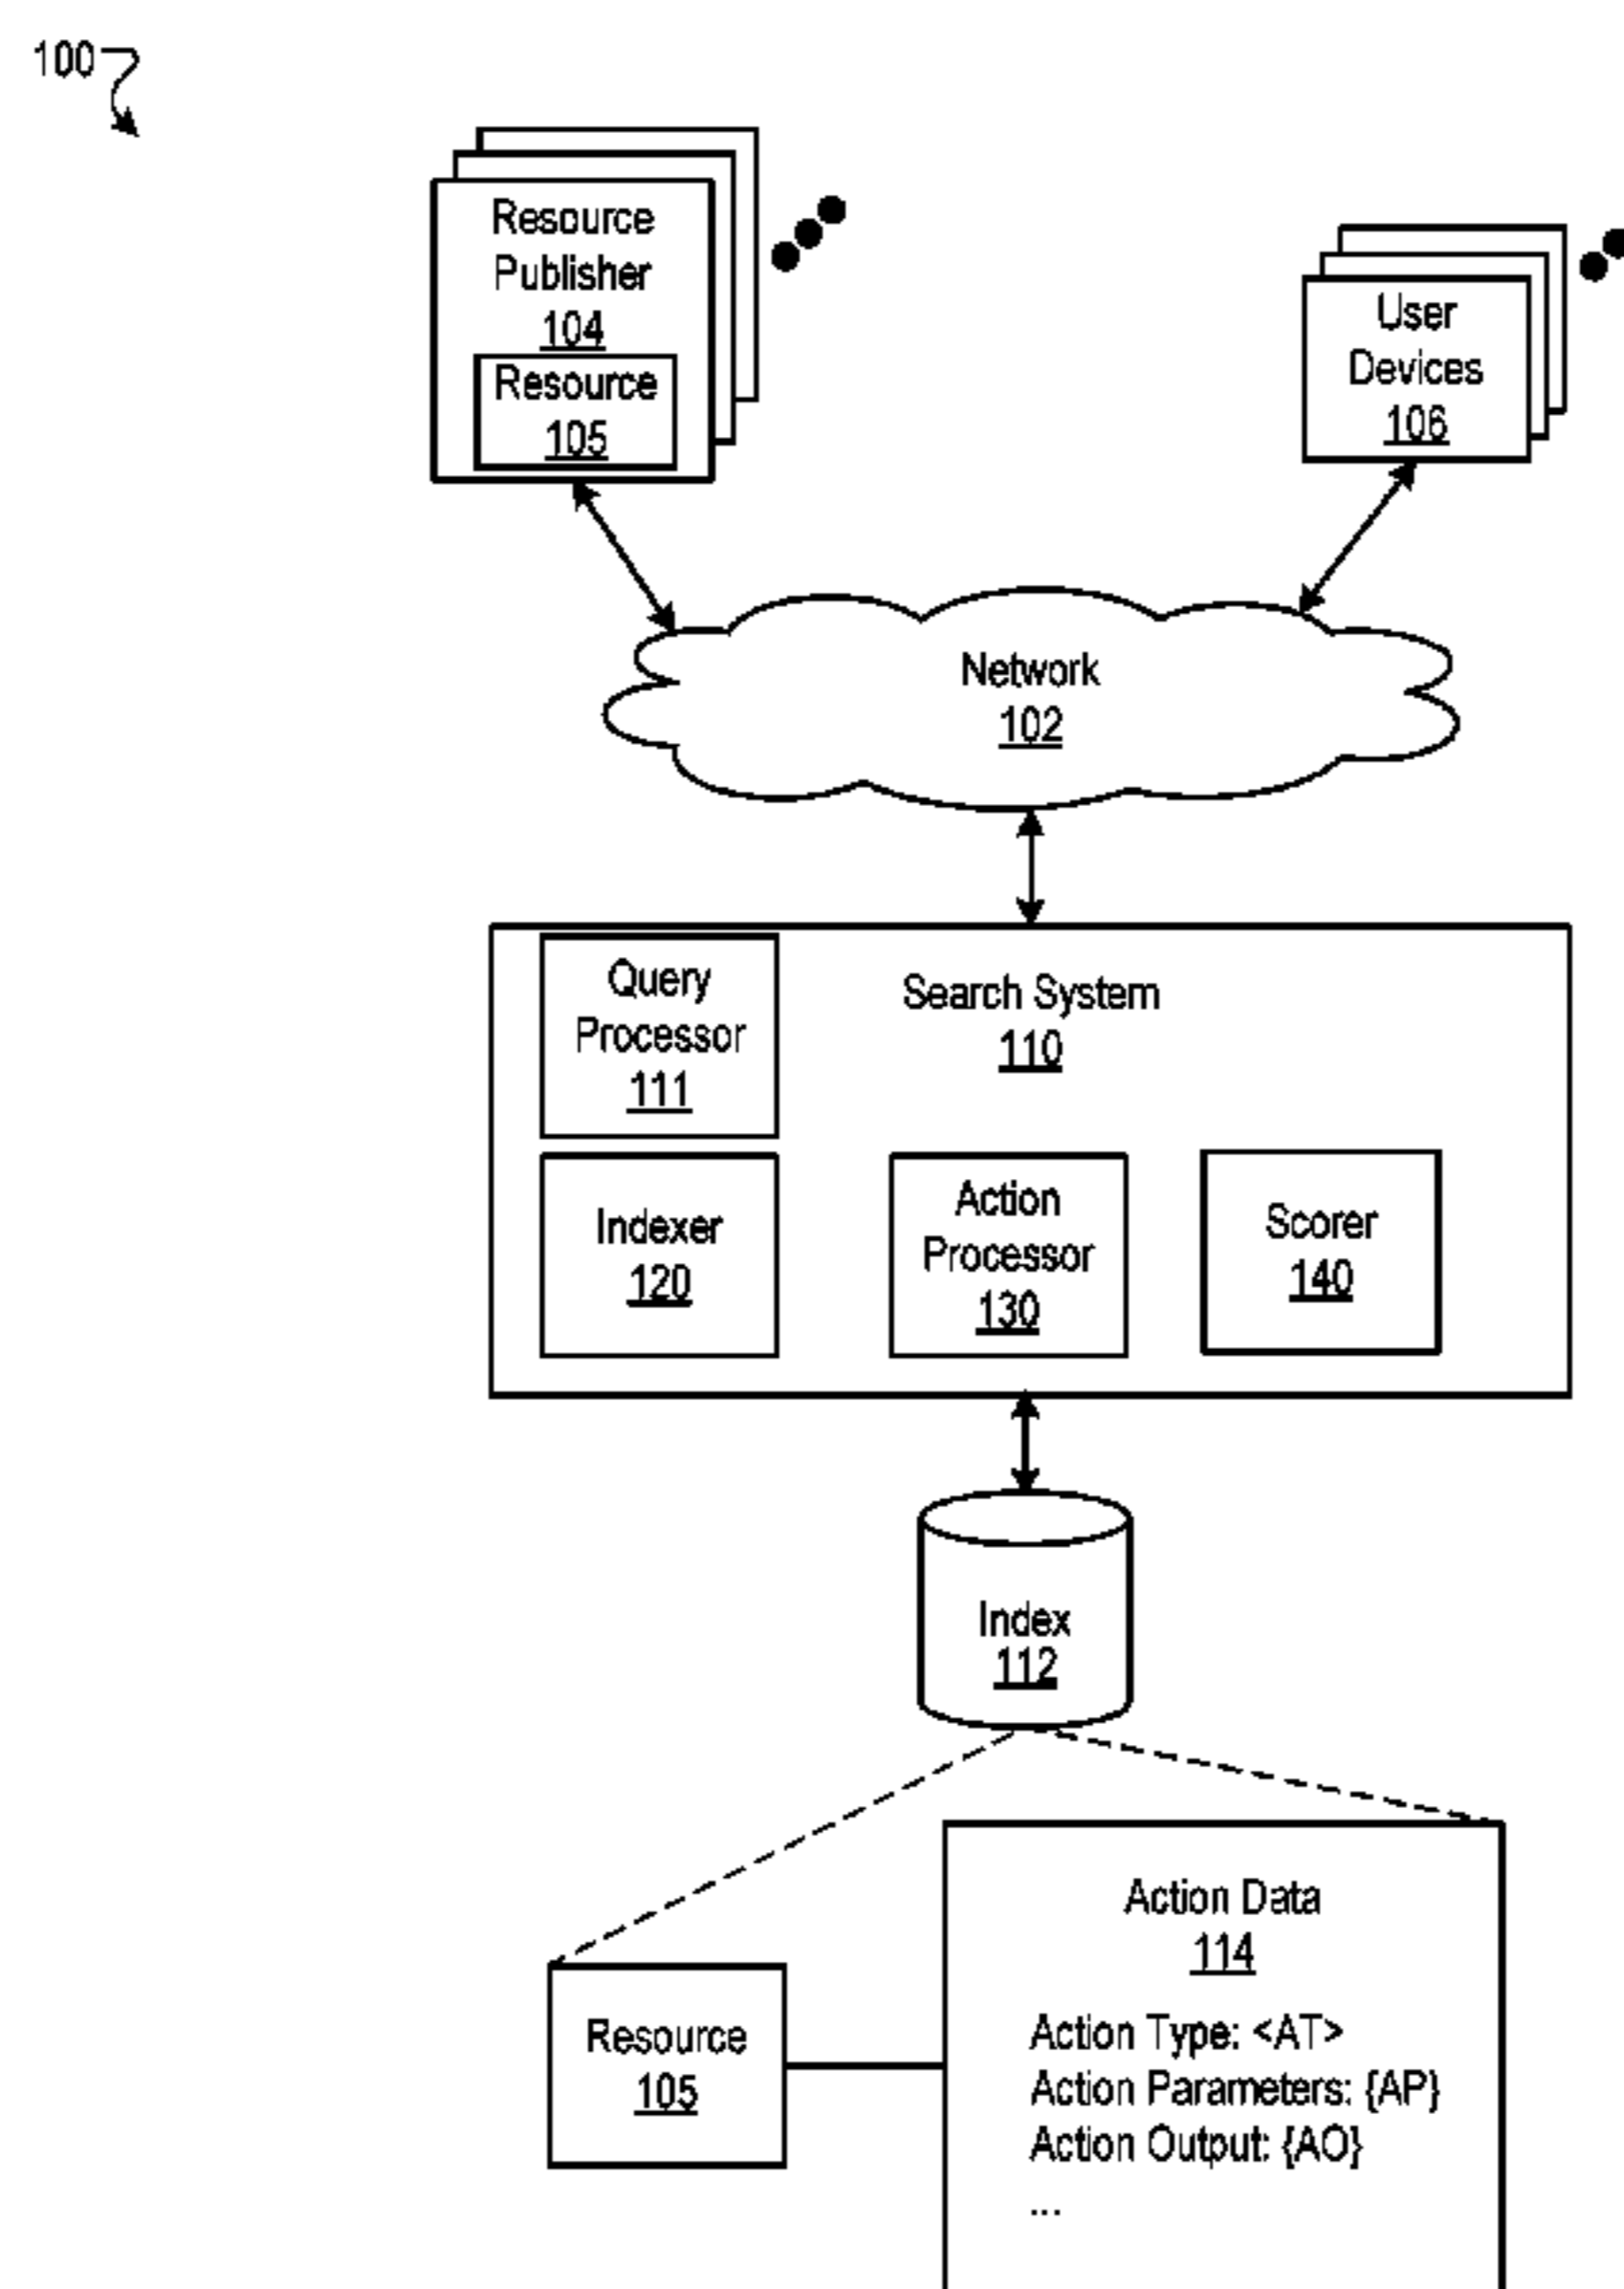 100
Resource
Publisher
104
Resource
105
User
Devices
106
Network
102
Query
Processor
111
Search System
110
Indexer
120
Action
Processor
130
Scorer
140
Index
112
Action Data
114
Action Type: <AT>
Action Parameters: {AP}
Action Output: {AO}
...
Resource
105